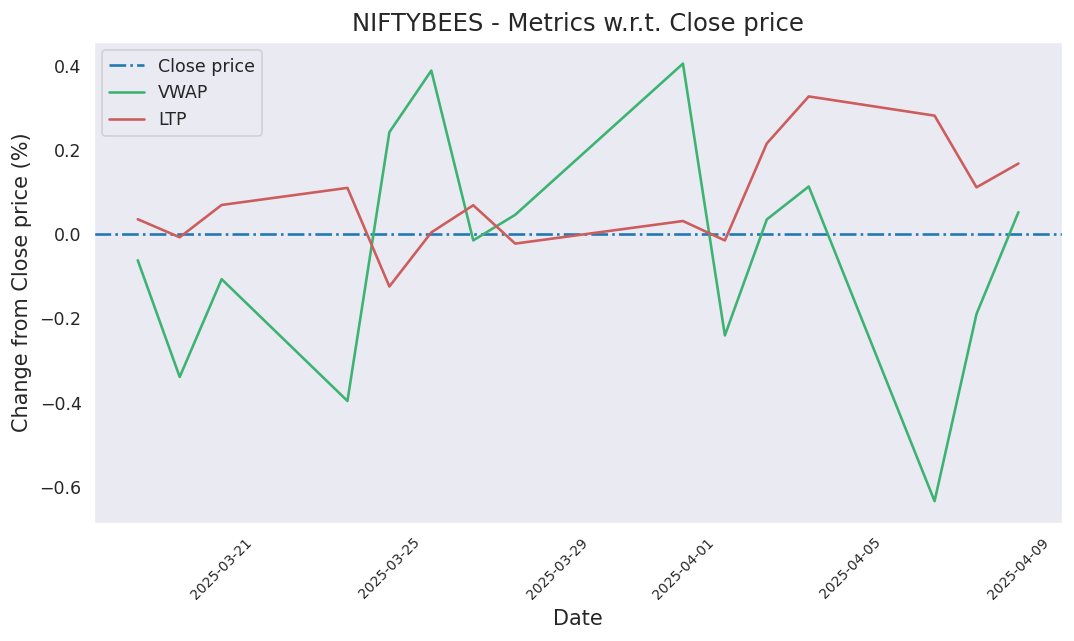 NIFTYBEES - Metrics w.r.t. Close price
Close price
VWAP
LTP
Change from Close price (%)
0.4
0.2
0.0
−0.2
−0.4
−0.6
2025-03-21
2025-03-25
2025-03-29
2025-04-01
2025-04-05
2025-04-09
Date